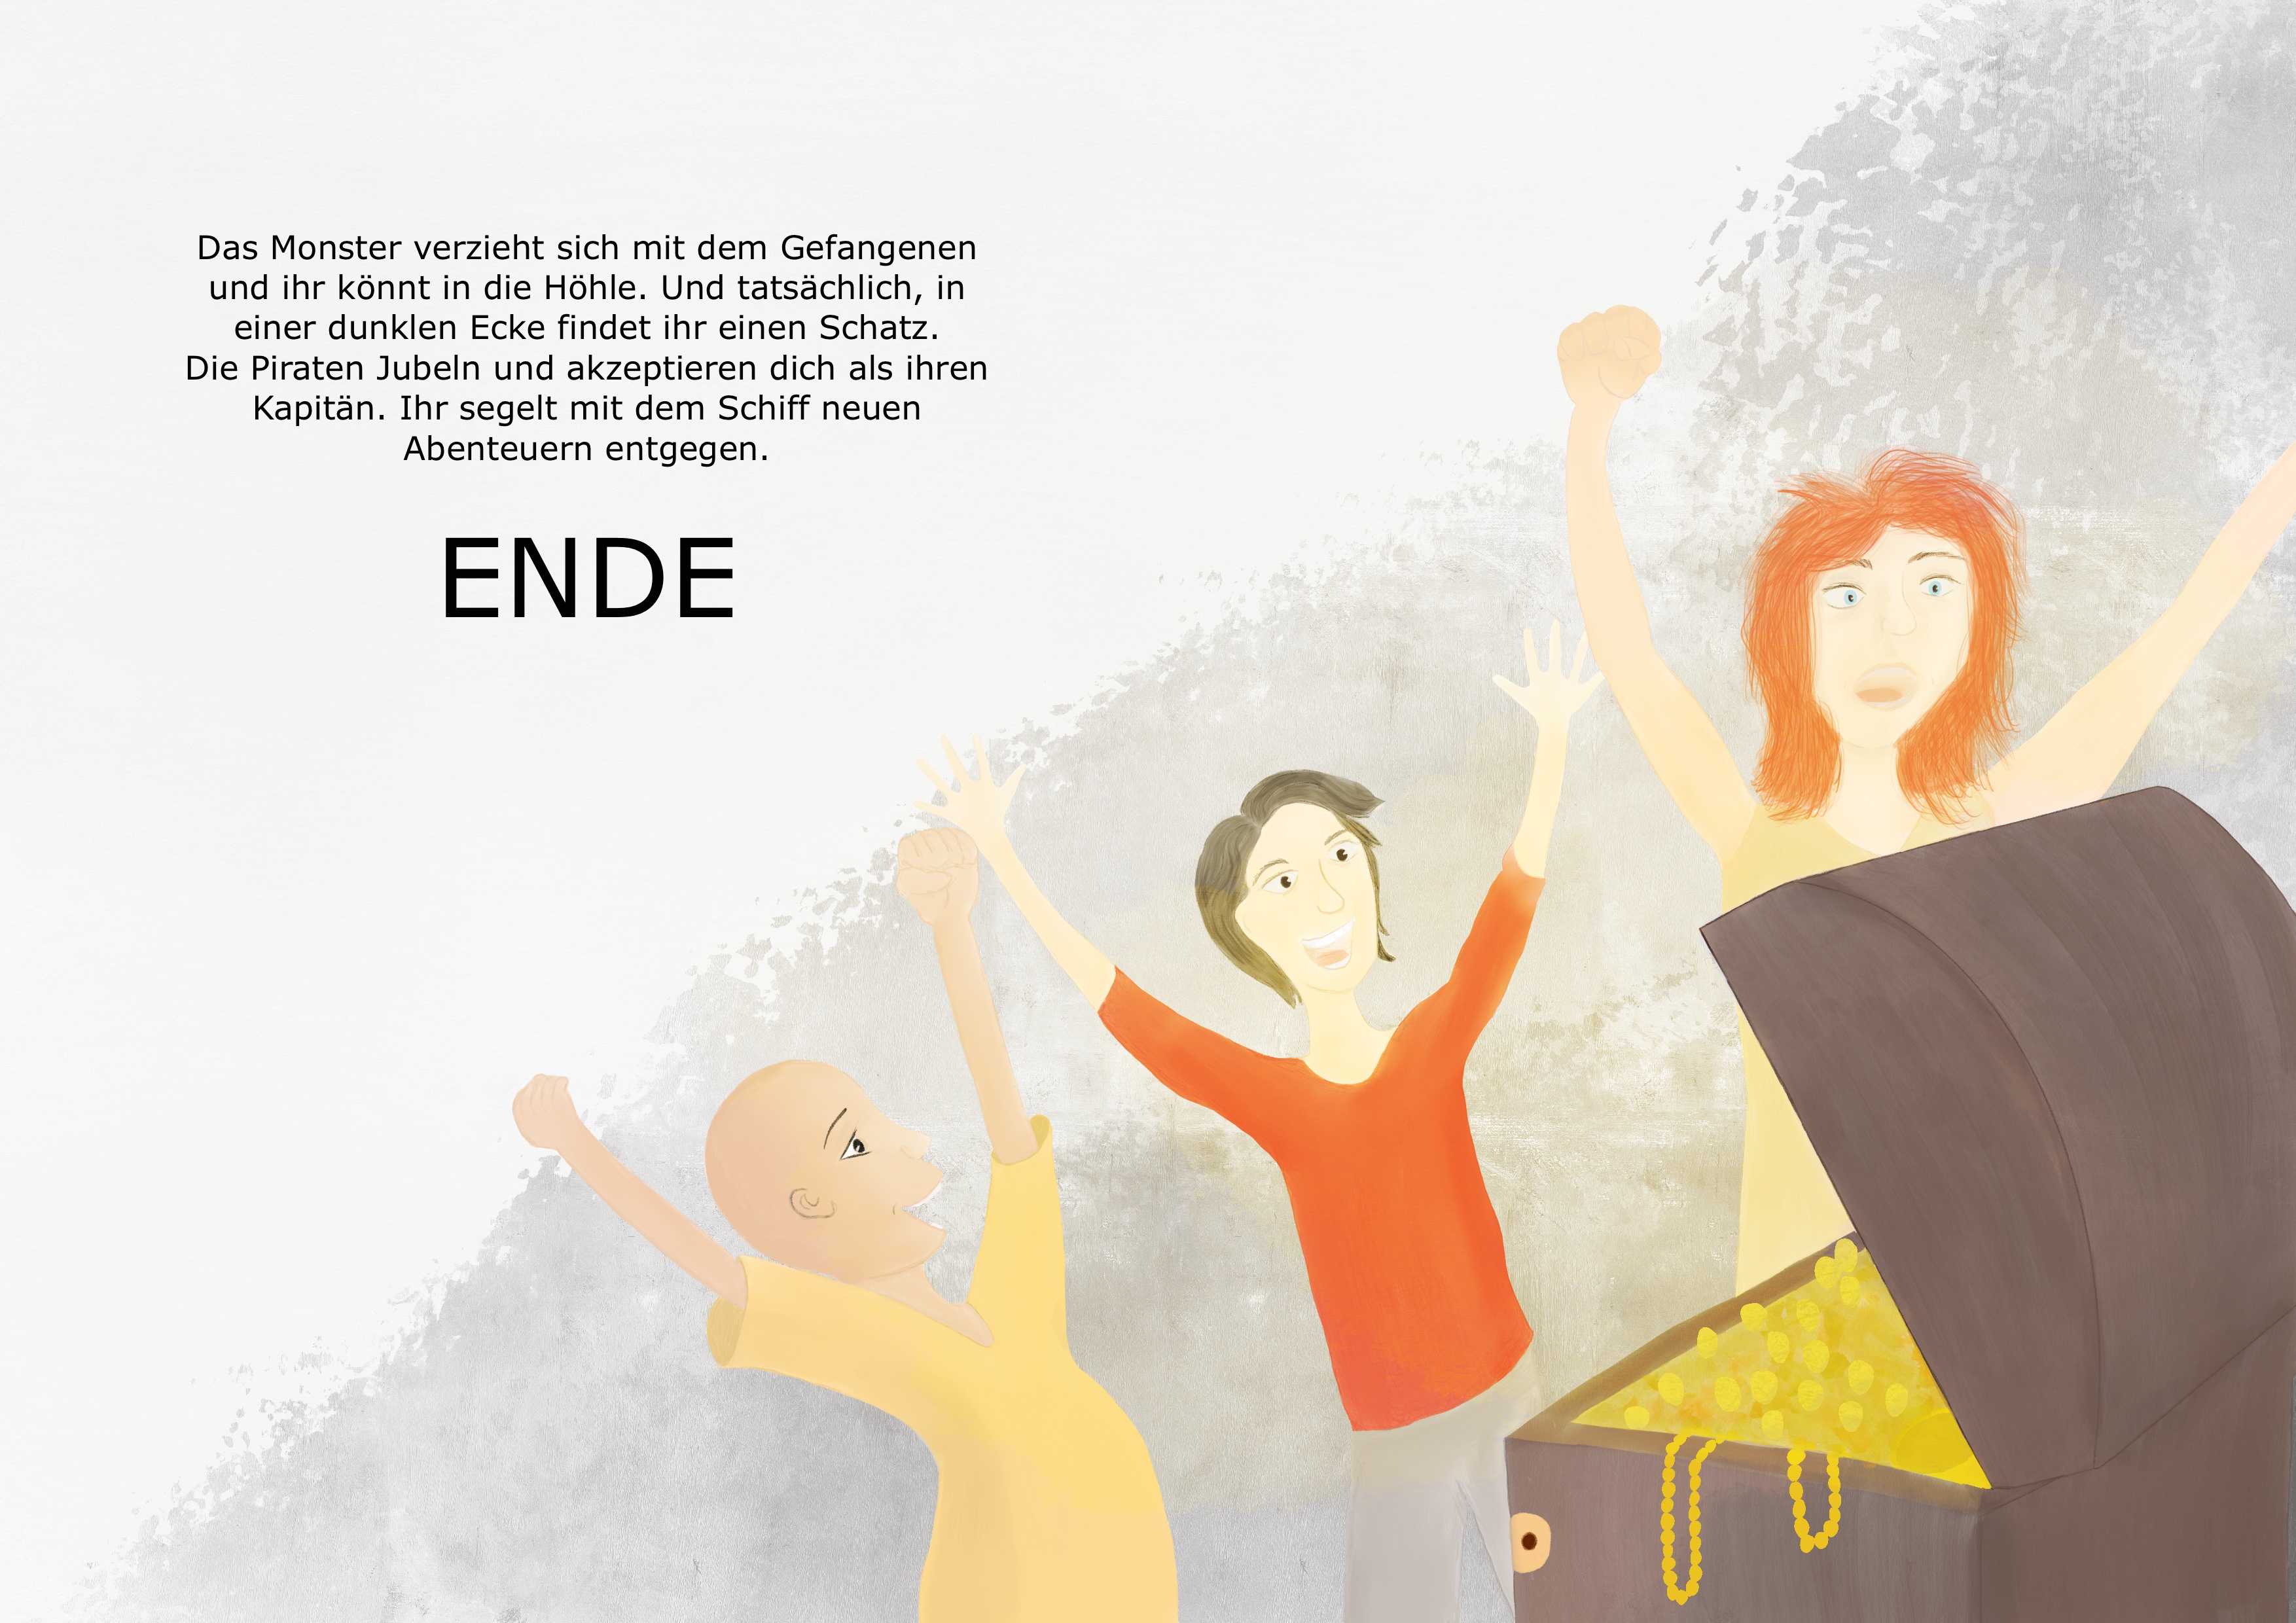 Das Monster verzieht sich mit dem Gefangenen
und ihr könnt in die Höhle. Und tatsächlich, in
einer dunklen Ecke findet ihr einen Schatz.
Die Piraten Jubeln und akzeptieren dich als ihren
Kapitän. Ihr segelt mit dem Schiff neuen
Abenteuern entgegen.
ENDE